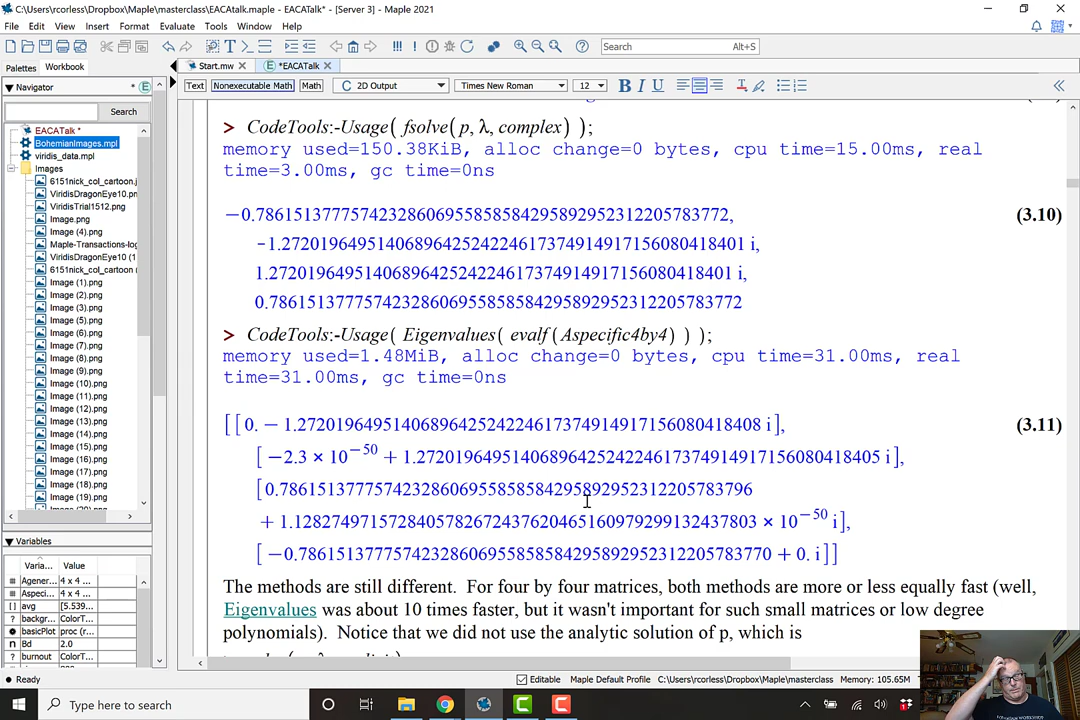 C:\Users\rcorless\Dropbox\Maple\masterclass\EACAtalk.maple - EACATalk* - [Server 3] - Maple 2021
File Edit View Insert Format Evaluate Tools Window Help
Search Alt+S
Palettes Workbook
Start.mw *EACATalk
Text Nonexecutable Math Math 2D Output Times New Roman 12 B I U
Navigator
Search
EACATalk *
BohemianImages.mpl
viridis_data.mpl
Images
6151nick_col_cartoon.j
ViridisDragonEye10.pn
ViridisTrial1512.png
Image.png
Image (4).png
Maple-Transactions-log
ViridisDragonEye10 (1
6151nick_col_cartoon (
Image (1).png
Image (2).png
Image (3).png
Image (5).png
Image (6).png
Image (7).png
Image (8).png
Image (9).png
Image (10).png
Image (11).png
Image (12).png
Image (13).png
Image (14).png
Image (15).png
Image (16).png
Image (17).png
Image (18).png
Image (19).png
Variables
Varia... Value
Agener... 4 x 4 ...
Aspeci... 4 x 4 ...
avg [5.539...
backgr... ColorT...
basicPlot proc (r...
Bd 2.0
burnout ColorT...
> CodeTools:-Usage( fsolve(p, λ, complex) );
memory used=150.38KiB, alloc change=0 bytes, cpu time=15.00ms, real
time=3.00ms, gc time=0ns
−0.78615137775742328606955858584295892952312205783772,
(3.10)
-1.2720196495140689642524224617374914917156080418401 i,
1.2720196495140689642524224617374914917156080418401 i,
0.78615137775742328606955858584295892952312205783772
> CodeTools:-Usage( Eigenvalues( evalf(Aspecific4by4) ) );
memory used=1.48MiB, alloc change=0 bytes, cpu time=31.00ms, real
time=31.00ms, gc time=0ns
[[0. − 1.2720196495140689642524224617374914917156080418408 i],
(3.11)
[−2.3 × 10−50 + 1.2720196495140689642524224617374914917156080418405 i],
[0.78615137775742328606955858584295892952312205783796
+ 1.1282749715728405782672437620465160979299132437803 × 10−50 i],
[−0.78615137775742328606955858584295892952312205783770 + 0. i]]
The methods are still different. For four by four matrices, both methods are more or less equally fast (well,
Eigenvalues was about 10 times faster, but it wasn't important for such small matrices or low degree
polynomials). Notice that we did not use the analytic solution of p, which is
Ready
Editable Maple Default Profile C:\Users\rcorless\Dropbox\Maple\masterclass Memory: 105.65M
Type here to search